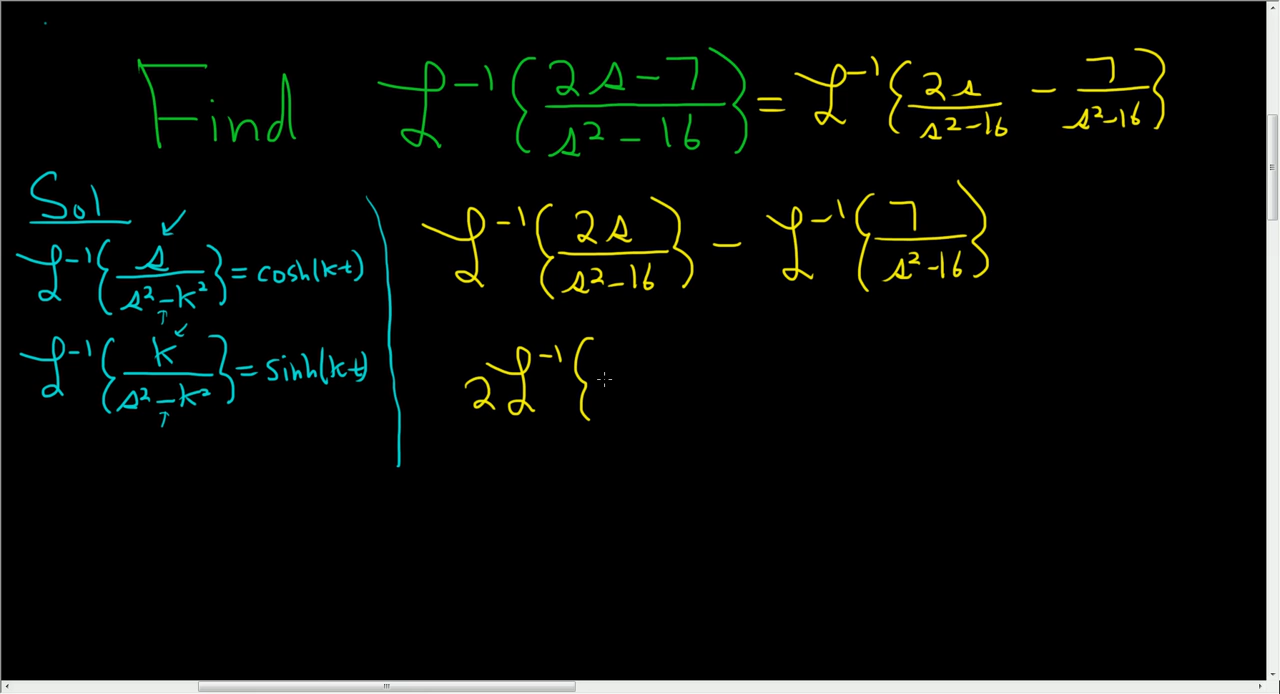 Find ℒ⁻¹{(2s-7)/(s²-16)} = ℒ⁻¹{2s/(s²-16) - 7/(s²-16)}
Sol
ℒ⁻¹{s/(s²-k²)} = cosh(kt)
ℒ⁻¹{k/(s²-k²)} = sinh(kt)
ℒ⁻¹{2s/(s²-16)} - ℒ⁻¹{7/(s²-16)}
2ℒ⁻¹{